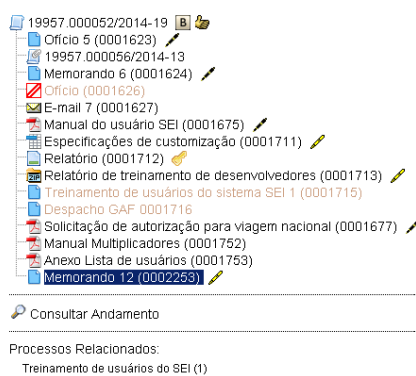 19957.000052/2014-19 B
Ofício 5 (0001623)
19957.000056/2014-13
Memorando 6 (0001624)
Ofício (0001626)
E-mail 7 (0001627)
Manual do usuário SEI (0001675)
Especificações de customização (0001711)
Relatório (0001712)
Relatório de treinamento de desenvolvedores (0001713)
Treinamento de usuários do sistema SEI 1 (0001715)
Despacho GAF 0001716
Solicitação de autorização para viagem nacional (0001677)
Manual Multiplicadores (0001752)
Anexo Lista de usuários (0001753)
Memorando 12 (0002253)
Consultar Andamento
Processos Relacionados:
Treinamento de usuários do SEI (1)